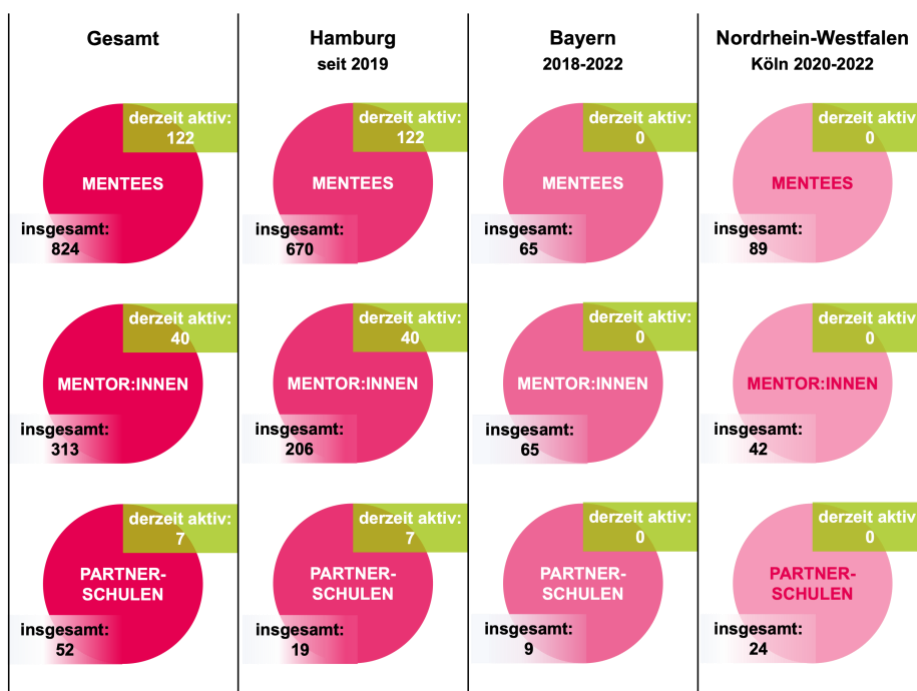 Gesamt
Hamburg
seit 2019
Bayern
2018-2022
Nordrhein-Westfalen
Köln 2020-2022
derzeit aktiv:
122
MENTEES
insgesamt:
824
derzeit aktiv:
122
MENTEES
insgesamt:
670
derzeit aktiv:
0
MENTEES
insgesamt:
65
derzeit aktiv:
0
MENTEES
insgesamt:
89
derzeit aktiv:
40
MENTOR:INNEN
insgesamt:
313
derzeit aktiv:
40
MENTOR:INNEN
insgesamt:
206
derzeit aktiv:
0
MENTOR:INNEN
insgesamt:
65
derzeit aktiv:
0
MENTOR:INNEN
insgesamt:
42
derzeit aktiv:
7
PARTNER-
SCHULEN
insgesamt:
52
derzeit aktiv:
7
PARTNER-
SCHULEN
insgesamt:
19
derzeit aktiv:
0
PARTNER-
SCHULEN
insgesamt:
9
derzeit aktiv:
0
PARTNER-
SCHULEN
insgesamt:
24